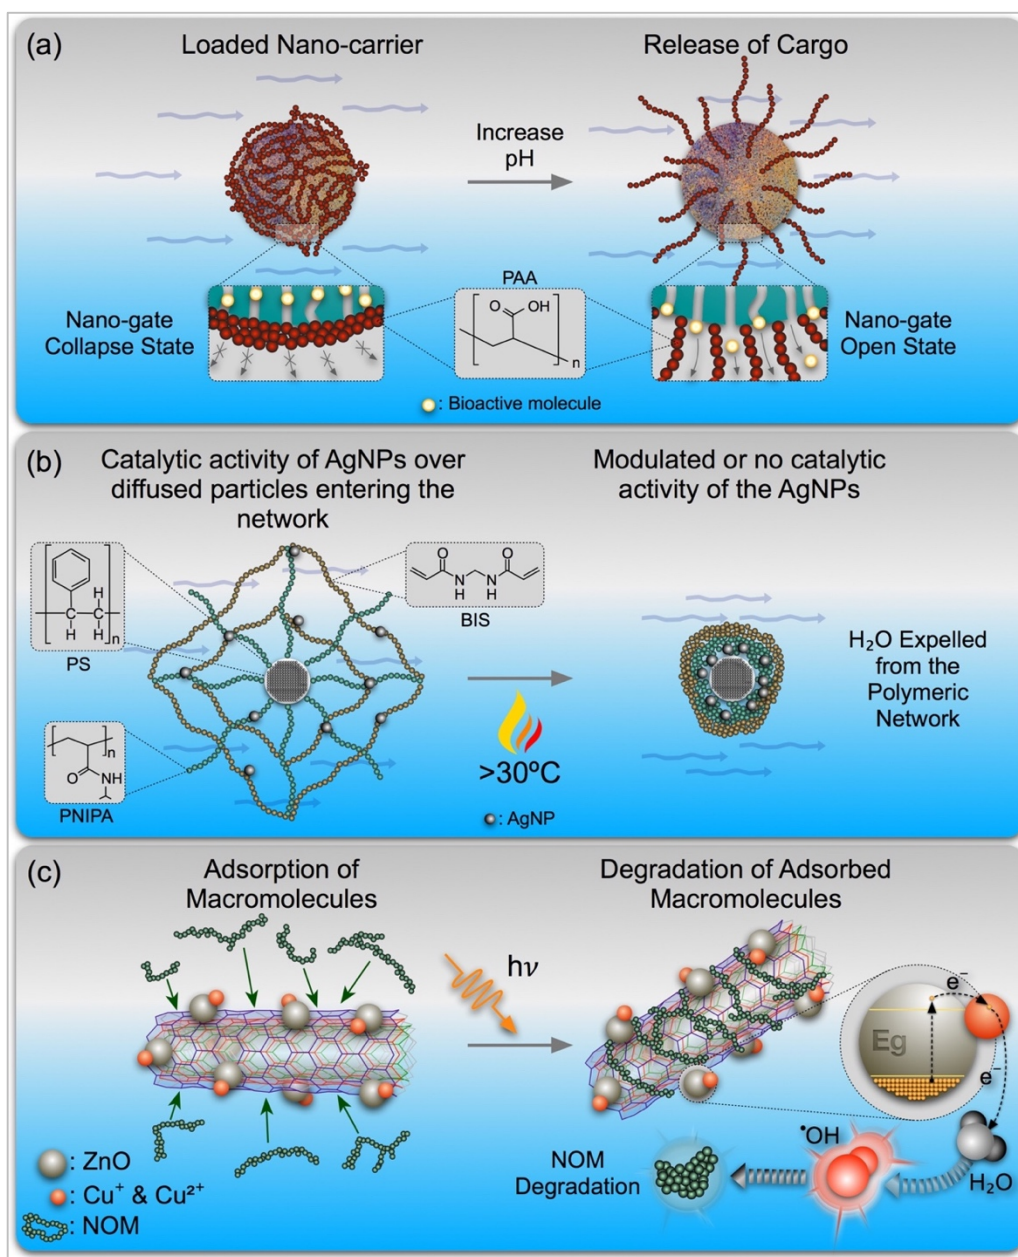 (a)
Loaded Nano-carrier
Release of Cargo
Increase
pH
PAA
O
OH
n
Nano-gate
Collapse State
Nano-gate
Open State
: Bioactive molecule
(b)
Catalytic activity of AgNPs over
diffused particles entering the
network
Modulated or no catalytic
activity of the AgNPs
H
C
C
H
H
n
PS
O
O
N
N
H
H
BIS
n
O
NH
PNIPA
>30ºC
: AgNP
H₂O Expelled
from the
Polymeric
Network
(c)
Adsorption of
Macromolecules
Degradation of Adsorbed
Macromolecules
hν
e⁻
Eg
e⁻
•OH
H₂O
NOM
Degradation
: ZnO
: Cu⁺ & Cu²⁺
: NOM